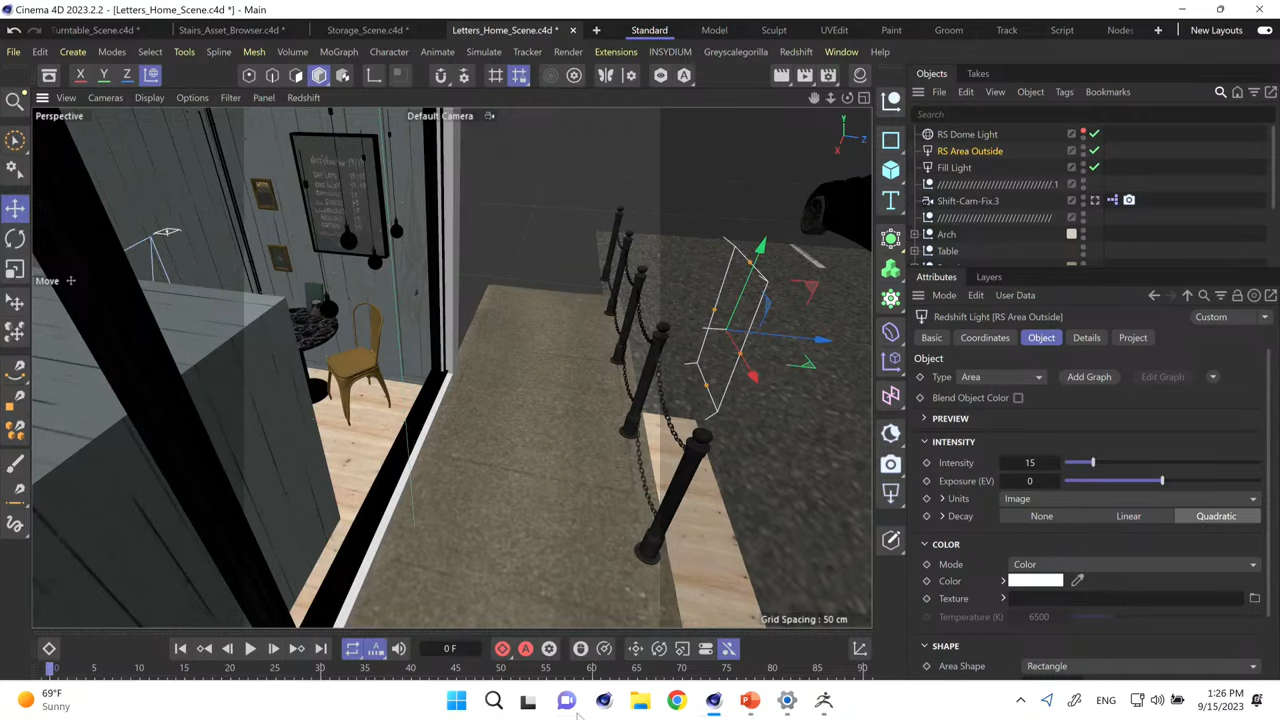 Cinema 4D 2023.2.2 - [Letters_Home_Scene.c4d *] - Main
Turntable_Scene.c4d * Stairs_Asset_Browser.c4d * Storage_Scene.c4d * Letters_Home_Scene.c4d * Standard Model Sculpt UVEdit Paint Groom Track Script Nodes New Layouts
File Edit Create Modes Select Tools Spline Mesh Volume MoGraph Character Animate Simulate Tracker Render Extensions INSYDIUM Greyscalegorilla Redshift Window Help
X Y Z
View Cameras Display Options Filter Panel Redshift
Perspective Default Camera
Y
Z
X
Move
Grid Spacing : 50 cm
Objects Takes
File Edit View Object Tags Bookmarks
Search
RS Dome Light
RS Area Outside
Fill Light
////////////////////////////////.1
Shift-Cam-Fix.3
////////////////////////////////
Arch
Table
Attributes Layers
Mode Edit User Data
Redshift Light [RS Area Outside] Custom
Basic Coordinates Object Details Project
Object
Type Area Add Graph Edit Graph
Blend Object Color
PREVIEW
INTENSITY
Intensity 15
Exposure (EV) 0
Units Image
Decay None Linear Quadratic
COLOR
Mode Color
Color
Texture
Temperature (K) 6500
SHAPE
Area Shape Rectangle
0 F
0 5 10 15 20 25 30 35 40 45 50 55 60 65 70 75 80 85 90
69°F
Sunny
ENG
1:26 PM
9/15/2023